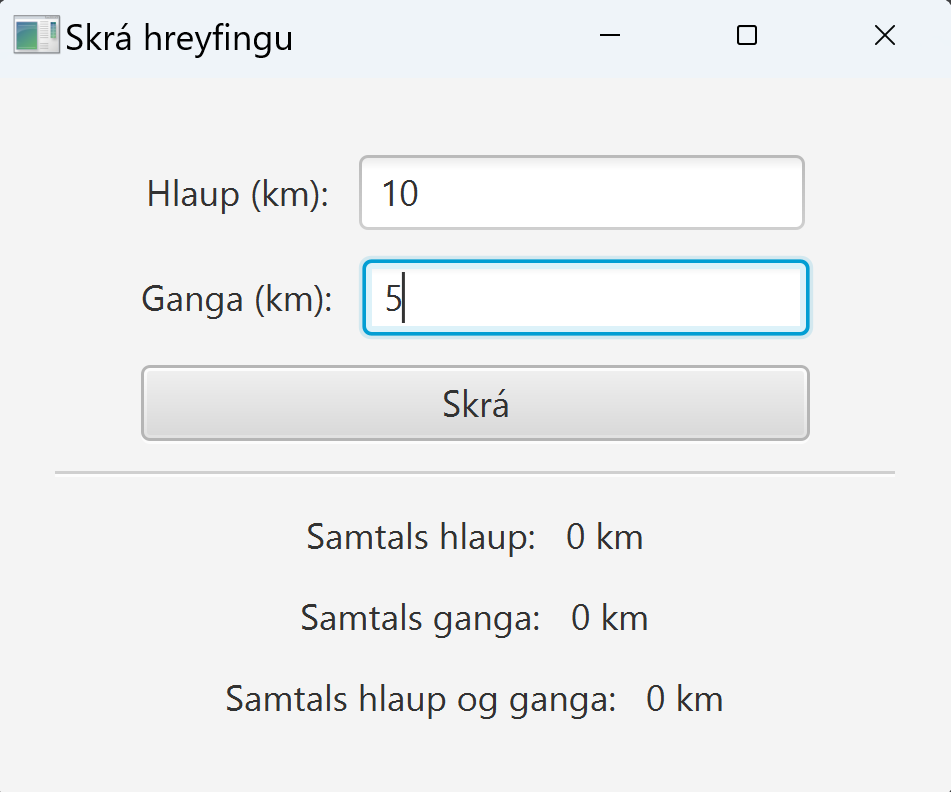 Skrá hreyfingu
Hlaup (km): 10
Ganga (km): 5
Skrá
Samtals hlaup: 0 km
Samtals ganga: 0 km
Samtals hlaup og ganga: 0 km